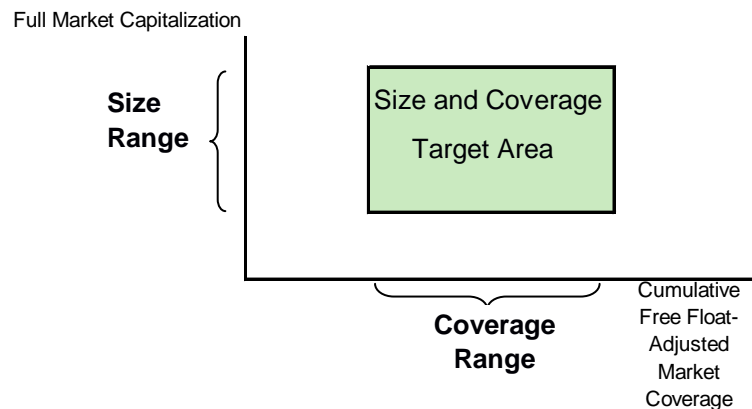 Full Market Capitalization
Size
Range
Size and Coverage
Target Area
Coverage
Range
Cumulative
Free Float-
Adjusted
Market
Coverage